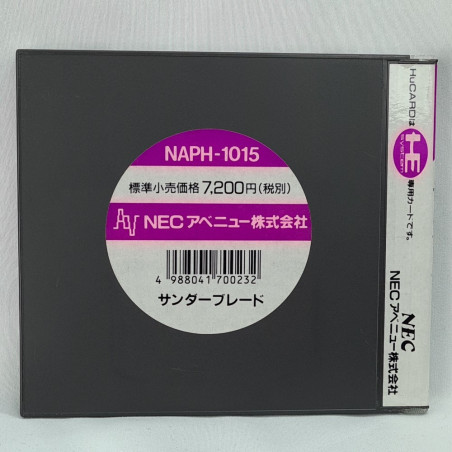 NAPH-1015
標準小売価格 7,200円(税別)
NECアベニュー株式会社
4 988041 700232
サンダーブレード
HuCARDは
HE
SYSTEM
専用カードです。
NEC
NECアベニュー株式会社